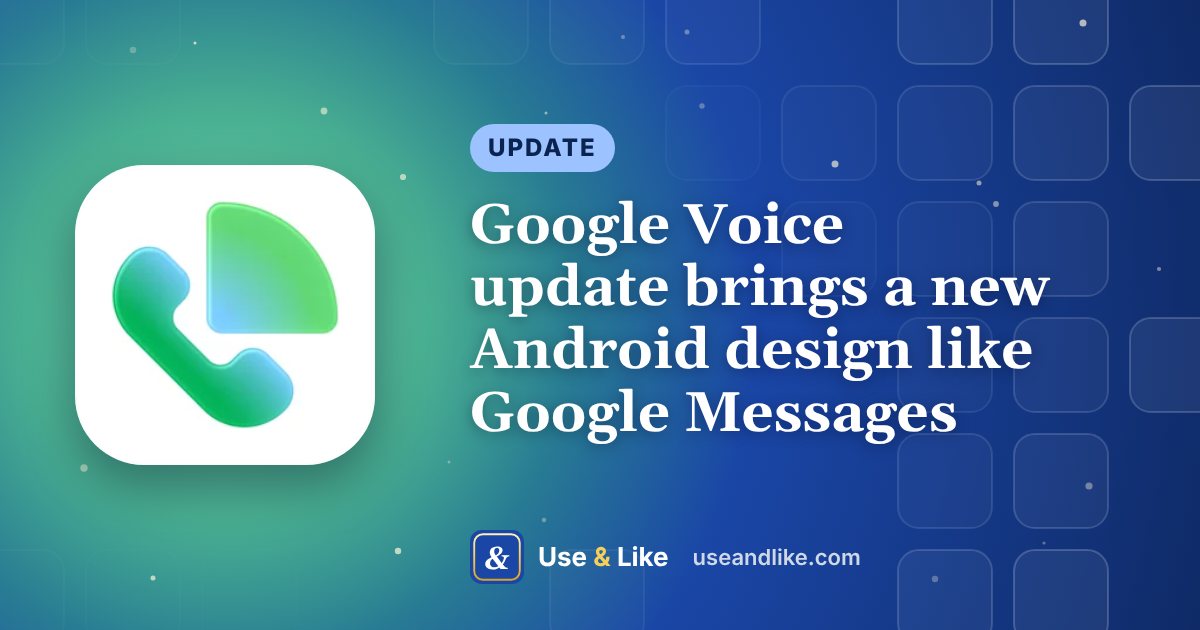 UPDATE
Google Voice
update brings a new
Android design like
Google Messages
& Use & Like useandlike.com